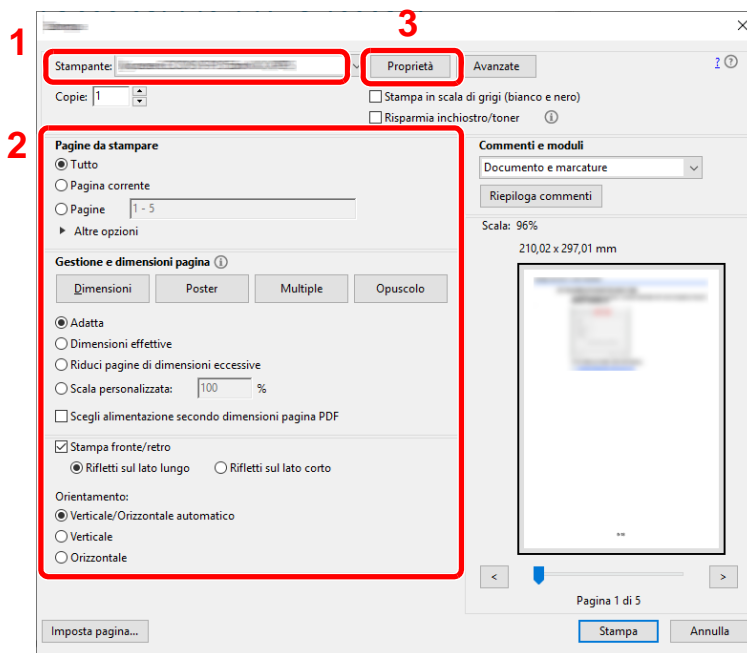 1
3
Stampante:
Proprietà
Avanzate
?
Copie: 1
Stampa in scala di grigi (bianco e nero)
Risparmia inchiostro/toner
2
Pagine da stampare
Tutto
Pagina corrente
Pagine 1 - 5
Altre opzioni
Gestione e dimensioni pagina
Dimensioni
Poster
Multiple
Opuscolo
Adatta
Dimensioni effettive
Riduci pagine di dimensioni eccessive
Scala personalizzata: 100 %
Scegli alimentazione secondo dimensioni pagina PDF
Stampa fronte/retro
Rifletti sul lato lungo
Rifletti sul lato corto
Orientamento:
Verticale/Orizzontale automatico
Verticale
Orizzontale
Commenti e moduli
Documento e marcature
Riepiloga commenti
Scala: 96%
210,02 x 297,01 mm
<
>
Pagina 1 di 5
Imposta pagina...
Stampa
Annulla